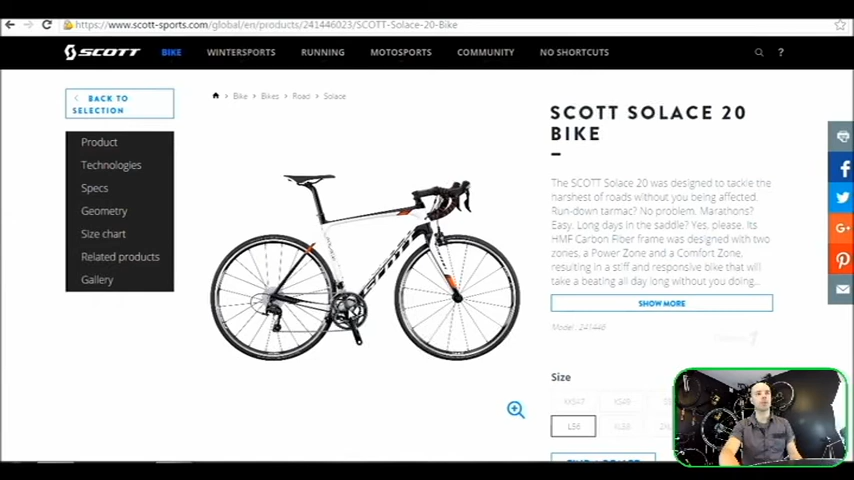 https://www.scott-sports.com/global/en/products/241446023/SCOTT-Solace-20-Bike
SCOTT
BIKE
WINTERSPORTS
RUNNING
MOTOSPORTS
COMMUNITY
NO SHORTCUTS
?
BACK TO
SELECTION
Product
Technologies
Specs
Geometry
Size chart
Related products
Gallery
Bike > Bikes > Road > Solace
SCOTT
SCOTT SOLACE 20
BIKE
The SCOTT Solace 20 was designed to tackle the
harshest of roads without you being affected.
Run-down tarmac? No problem. Marathons?
Easy. Long days in the saddle? Yes, please. Its
HMF Carbon Fiber frame was designed with two
zones, a Power Zone and a Comfort Zone,
resulting in a stiff and responsive bike that will
take a beating all day long without you doing...
SHOW MORE
Model: 241446
Size
L56